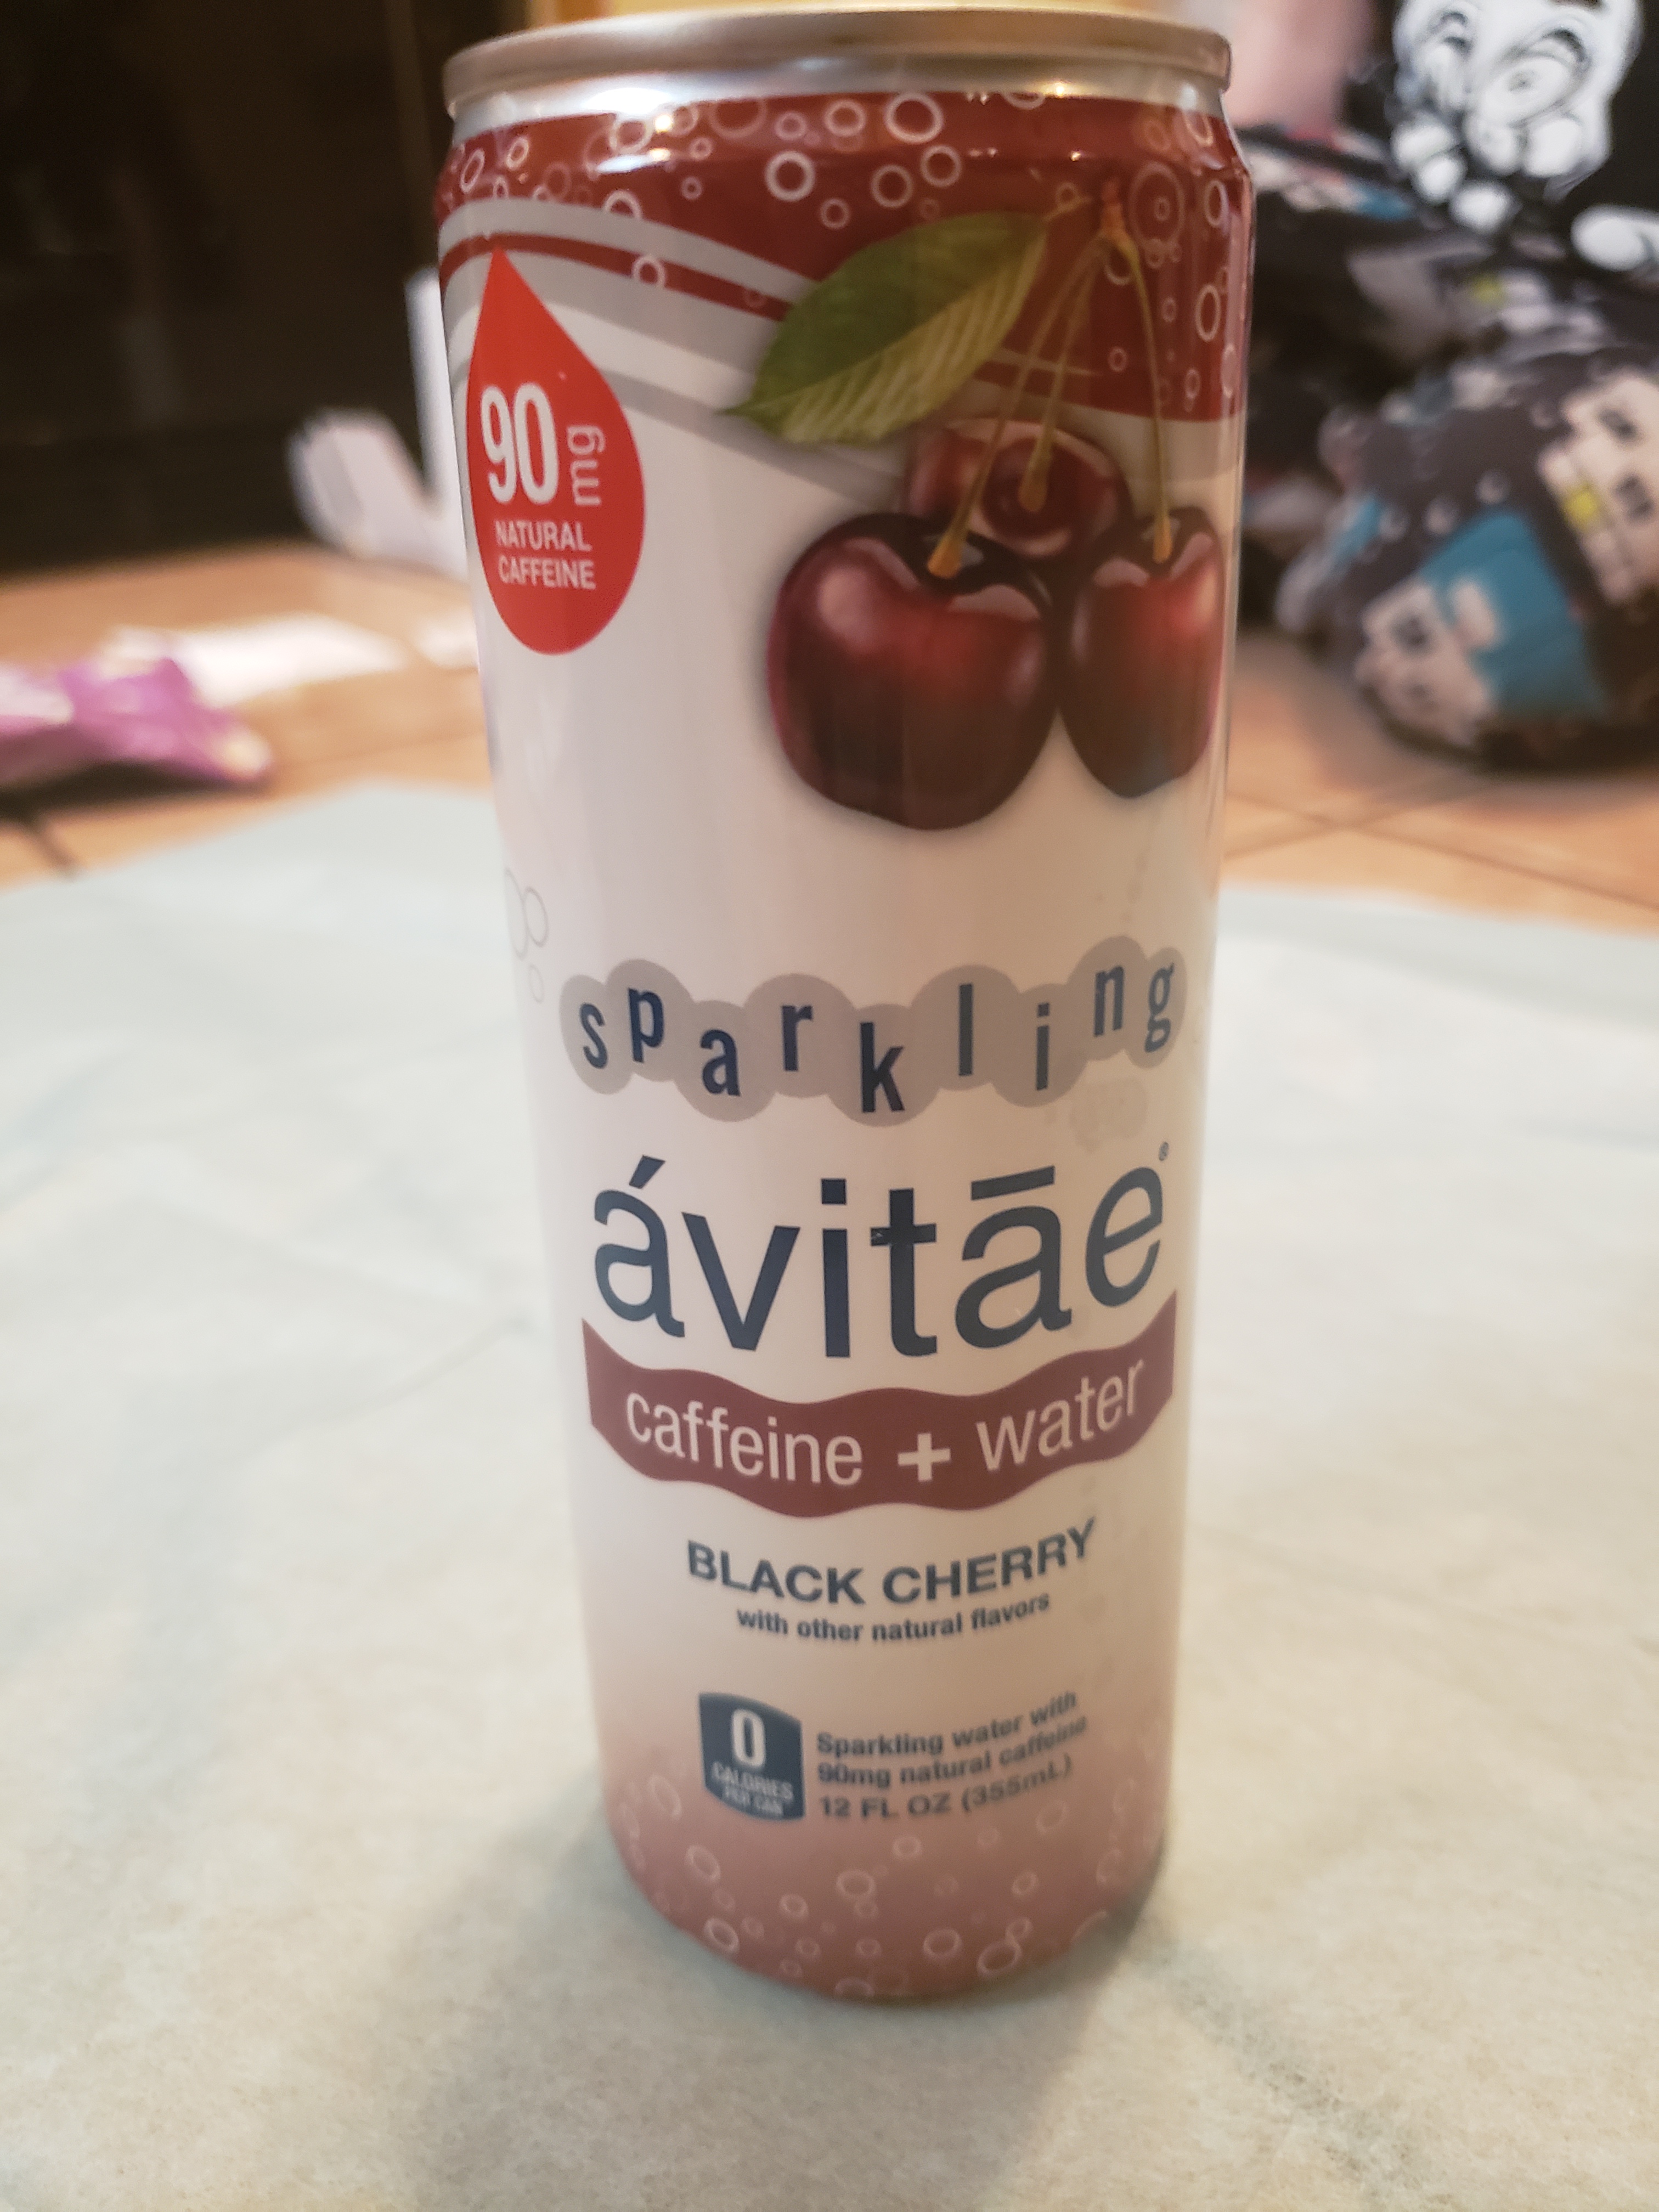 90 mg
NATURAL
CAFFEINE
sparkling
ávitāe®
caffeine + water
BLACK CHERRY
with other natural flavors
0
CALORIES
PER CAN
Sparkling water with
90mg natural caffeine
12 FL OZ (355mL)